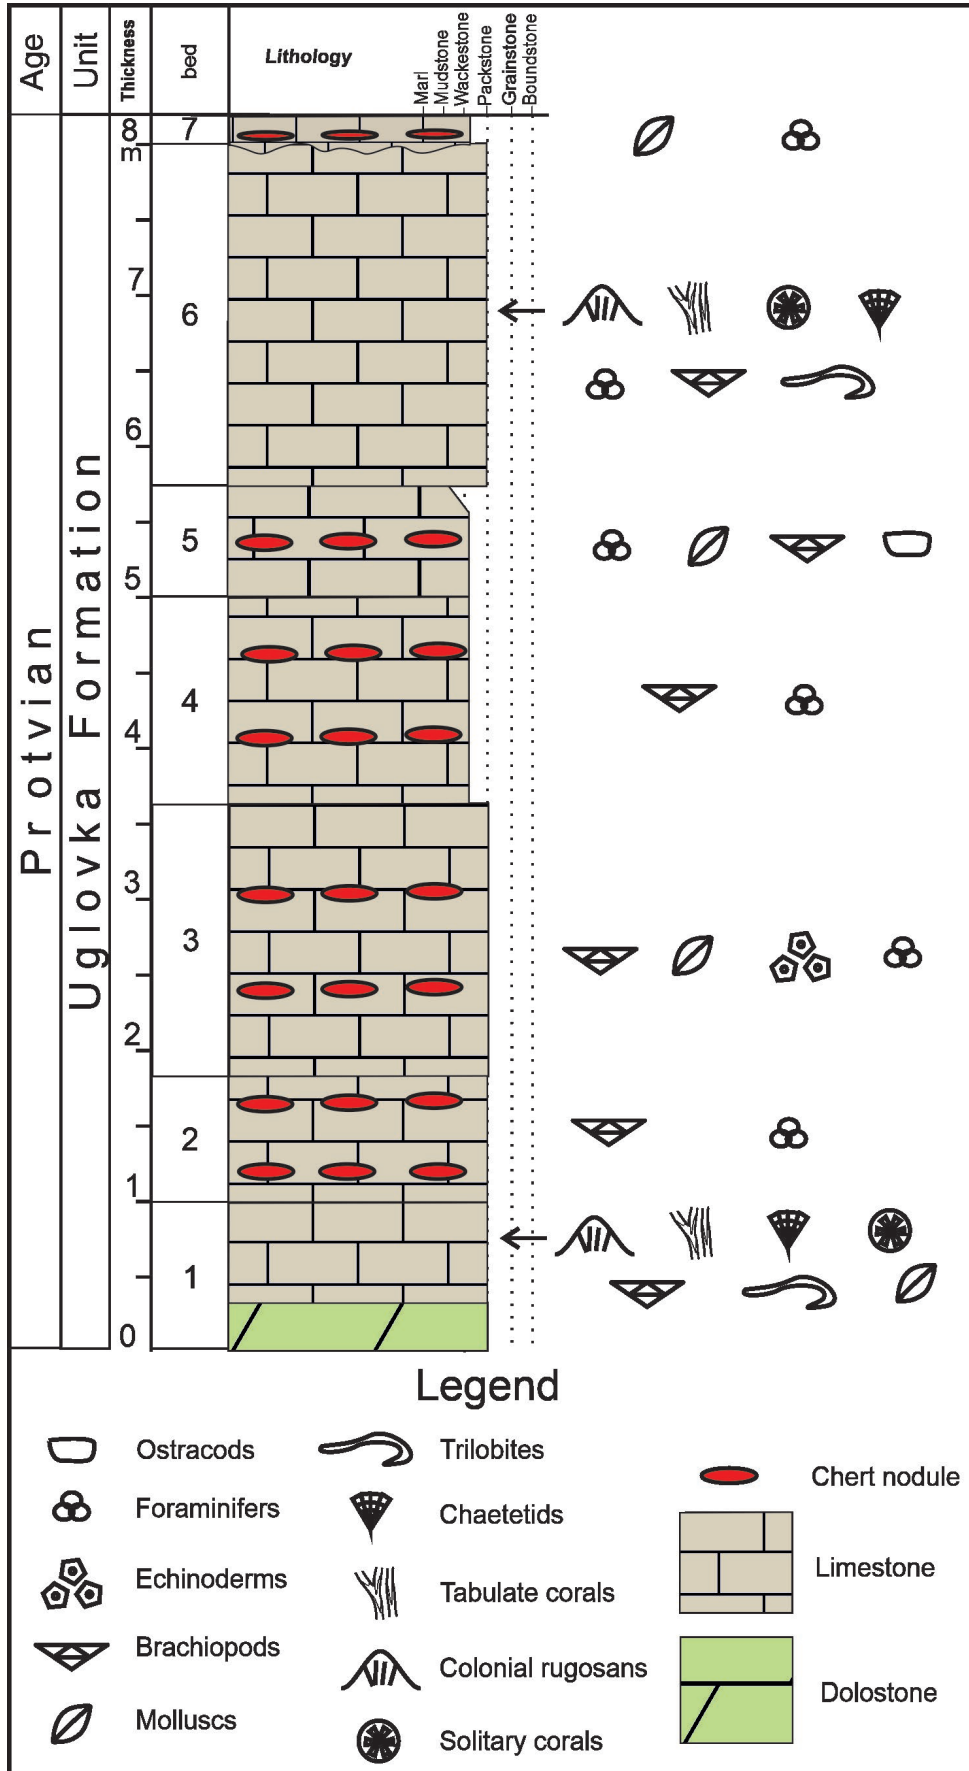 Age
Unit
Thickness
bed
Lithology
Marl
Mudstone
Wackestone
Packstone
Grainstone
Boundstone
Protvian
Uglovka Formation
8
m
7
7
6
6
5
5
4
4
3
3
2
2
1
1
0
Legend
Ostracods
Trilobites
Chert nodule
Foraminifers
Chaetetids
Limestone
Echinoderms
Tabulate corals
Brachiopods
Colonial rugosans
Dolostone
Molluscs
Solitary corals